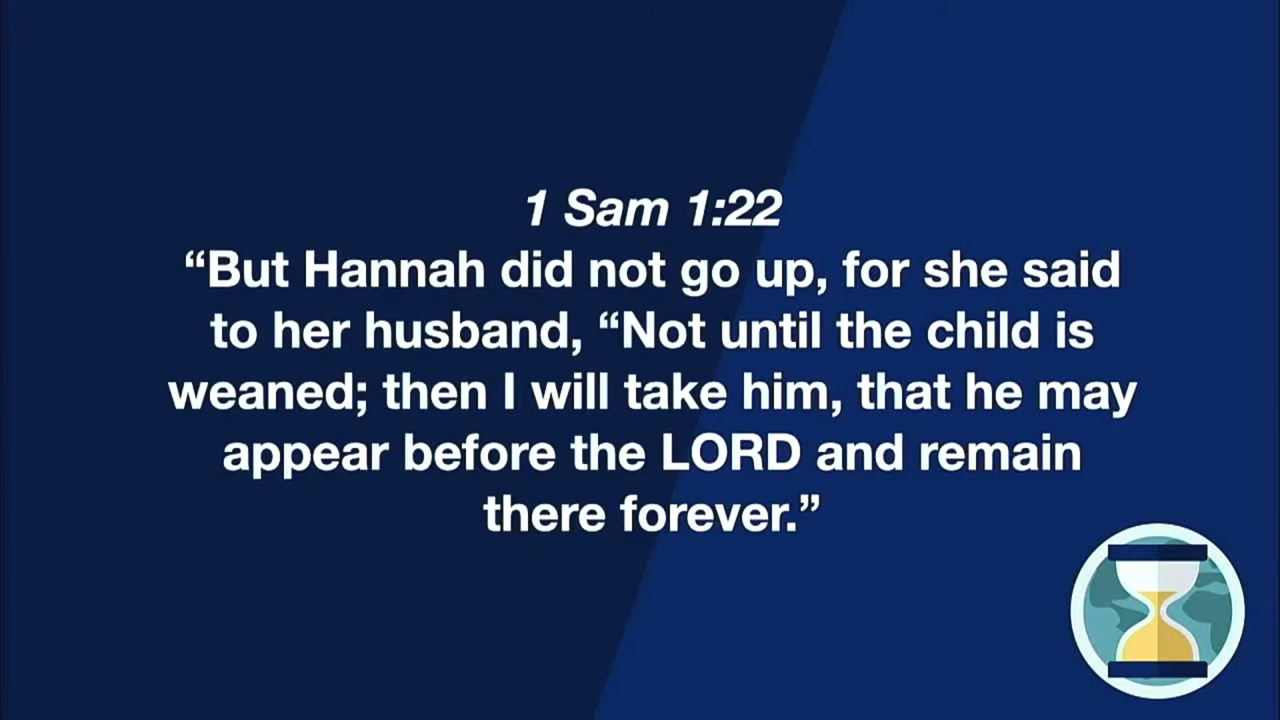 1 Sam 1:22
“But Hannah did not go up, for she said
to her husband, “Not until the child is
weaned; then I will take him, that he may
appear before the LORD and remain
there forever.”